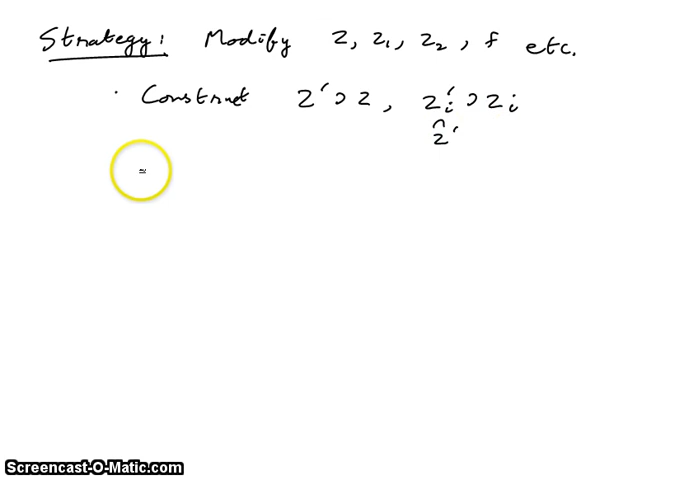 Strategy: Modify Z, Z₁, Z₂, f etc.
· Construct Z' ⊃ Z, Z'ᵢ ⊃ Zᵢ
∩
Z'
Screencast-O-Matic.com